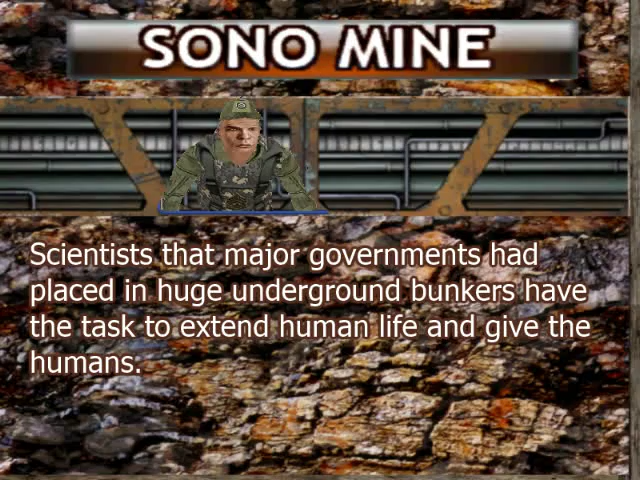 SONO MINE
Scientists that major governments had
placed in huge underground bunkers have
the task to extend human life and give the
humans.